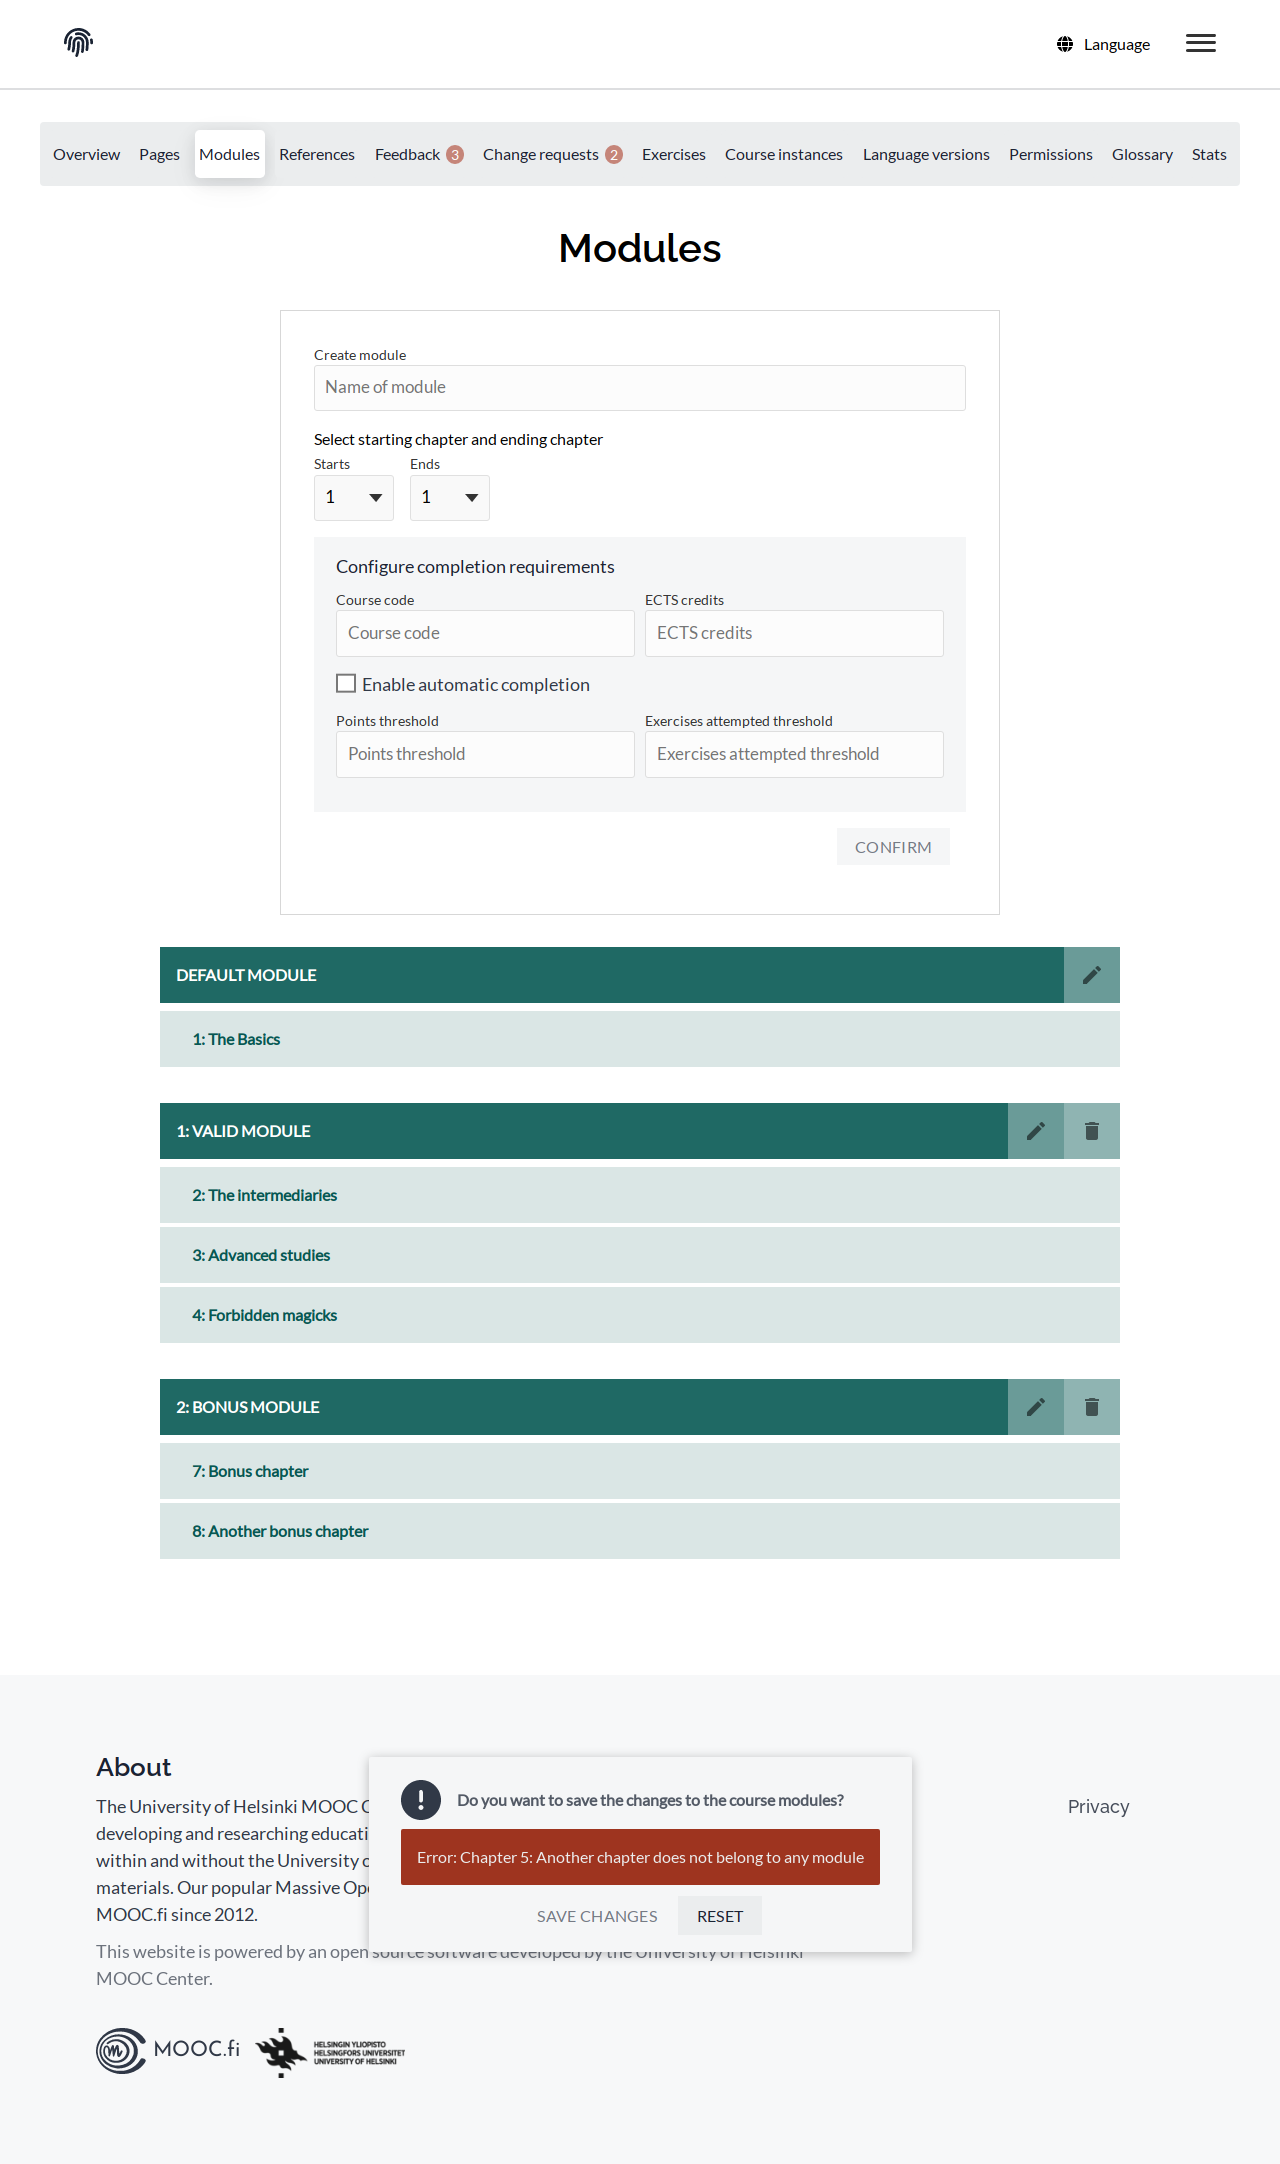 Language
Overview Pages Modules References Feedback 3 Change requests 2 Exercises Course instances Language versions Permissions Glossary Stats
Modules
Create module
Name of module
Select starting chapter and ending chapter
Starts Ends
1 1
Configure completion requirements
Course code ECTS credits
Course code ECTS credits
Enable automatic completion
Points threshold Exercises attempted threshold
Points threshold Exercises attempted threshold
CONFIRM
DEFAULT MODULE
1: The Basics
1: VALID MODULE
2: The intermediaries
3: Advanced studies
4: Forbidden magicks
2: BONUS MODULE
7: Bonus chapter
8: Another bonus chapter
About
The University of Helsinki MOOC
developing and researching
within and without the University
materials. Our popular Massive
MOOC.fi since 2012.
This website is powered by an open source software developed by the University of Helsinki
MOOC Center.
Privacy
Do you want to save the changes to the course modules?
Error: Chapter 5: Another chapter does not belong to any module
SAVE CHANGES RESET
MOOC.fi
HELSINGIN YLIOPISTO
HELSINGFORS UNIVERSITET
UNIVERSITY OF HELSINKI